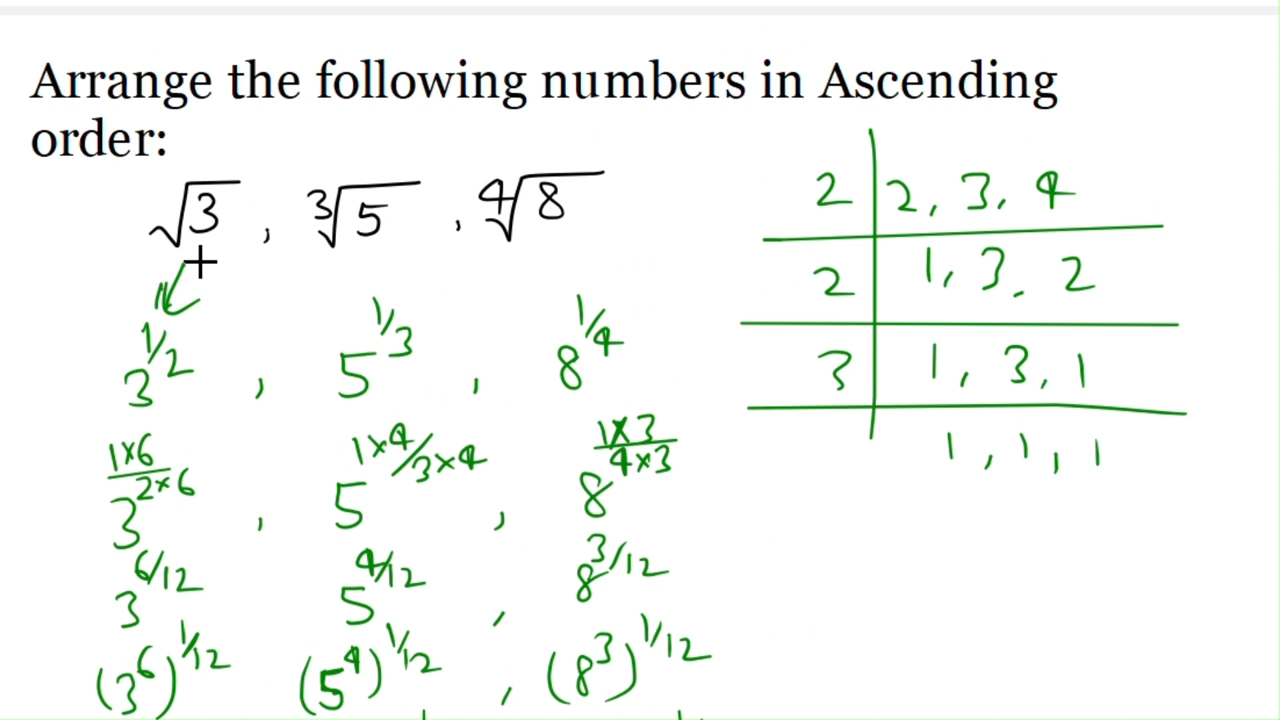 Arrange the following numbers in Ascending
order:
√3 , ∛5 , ∜8
3^1/2 , 5^1/3 , 8^1/4
3^(1×6)/(2×6) , 5^1×4/3×4 , 8^(1×3)/(4×3)
3^6/12 5^4/12 , 8^3/12
(3^6)^1/12 (5^4)^1/12 , (8^3)^1/12
2 | 2, 3, 4
2 | 1, 3. 2
3 | 1, 3, 1
1, 1, 1